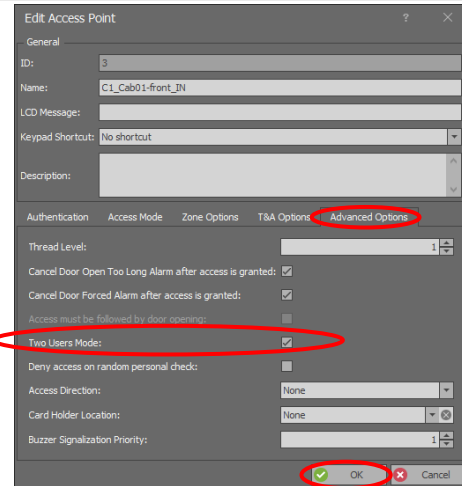 Edit Access Point ?
General
ID: 3
Name: C1_Cab01-front_IN
LCD Message:
Keypad Shortcut: No shortcut
Description:
Authentication Access Mode Zone Options T&A Options Advanced Options
Thread Level: 1
Cancel Door Open Too Long Alarm after access is granted:
Cancel Door Forced Alarm after access is granted:
Access must be followed by door opening:
Two Users Mode:
Deny access on random personal check:
Access Direction: None
Card Holder Location: None
Buzzer Signalization Priority: 1
OK Cancel